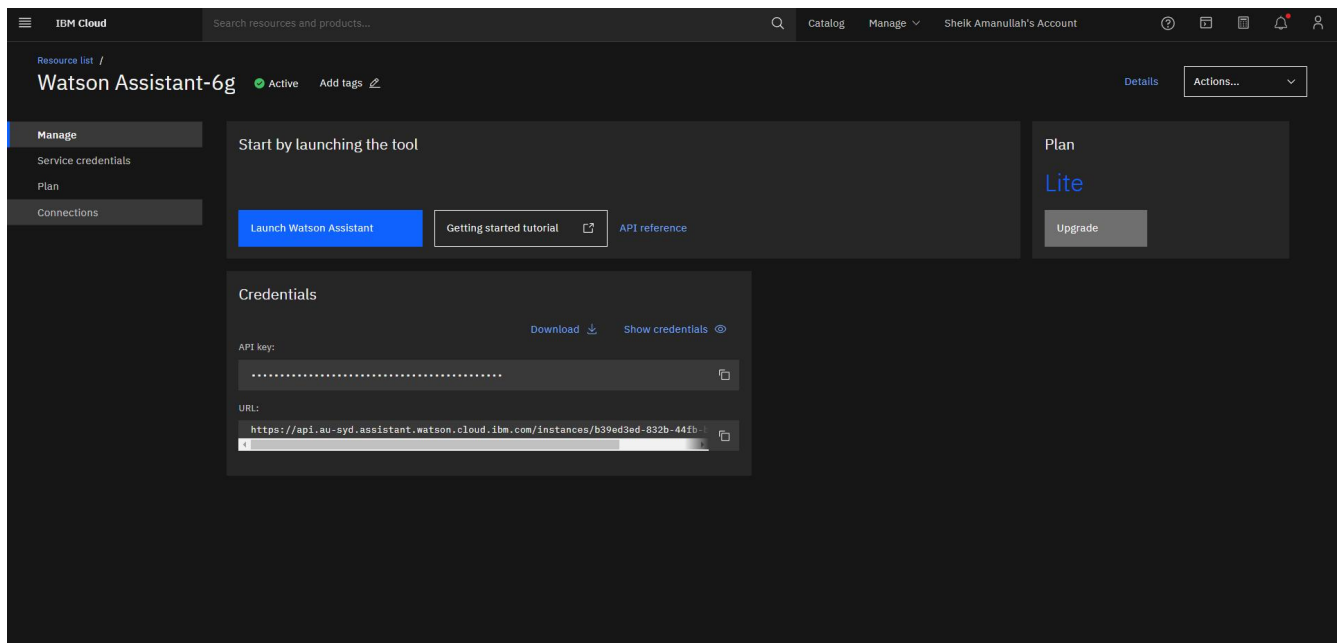 IBM Cloud
Search resources and products...
Catalog
Manage
Sheik Amanullah's Account
Resource list /
Watson Assistant-6g
Active
Add tags
Details
Actions...
Manage
Service credentials
Plan
Connections
Start by launching the tool
Launch Watson Assistant
Getting started tutorial
API reference
Plan
Lite
Upgrade
Credentials
Download
Show credentials
API key:
URL:
https://api.au-syd.assistant.watson.cloud.ibm.com/instances/b39ed3ed-832b-44fb-